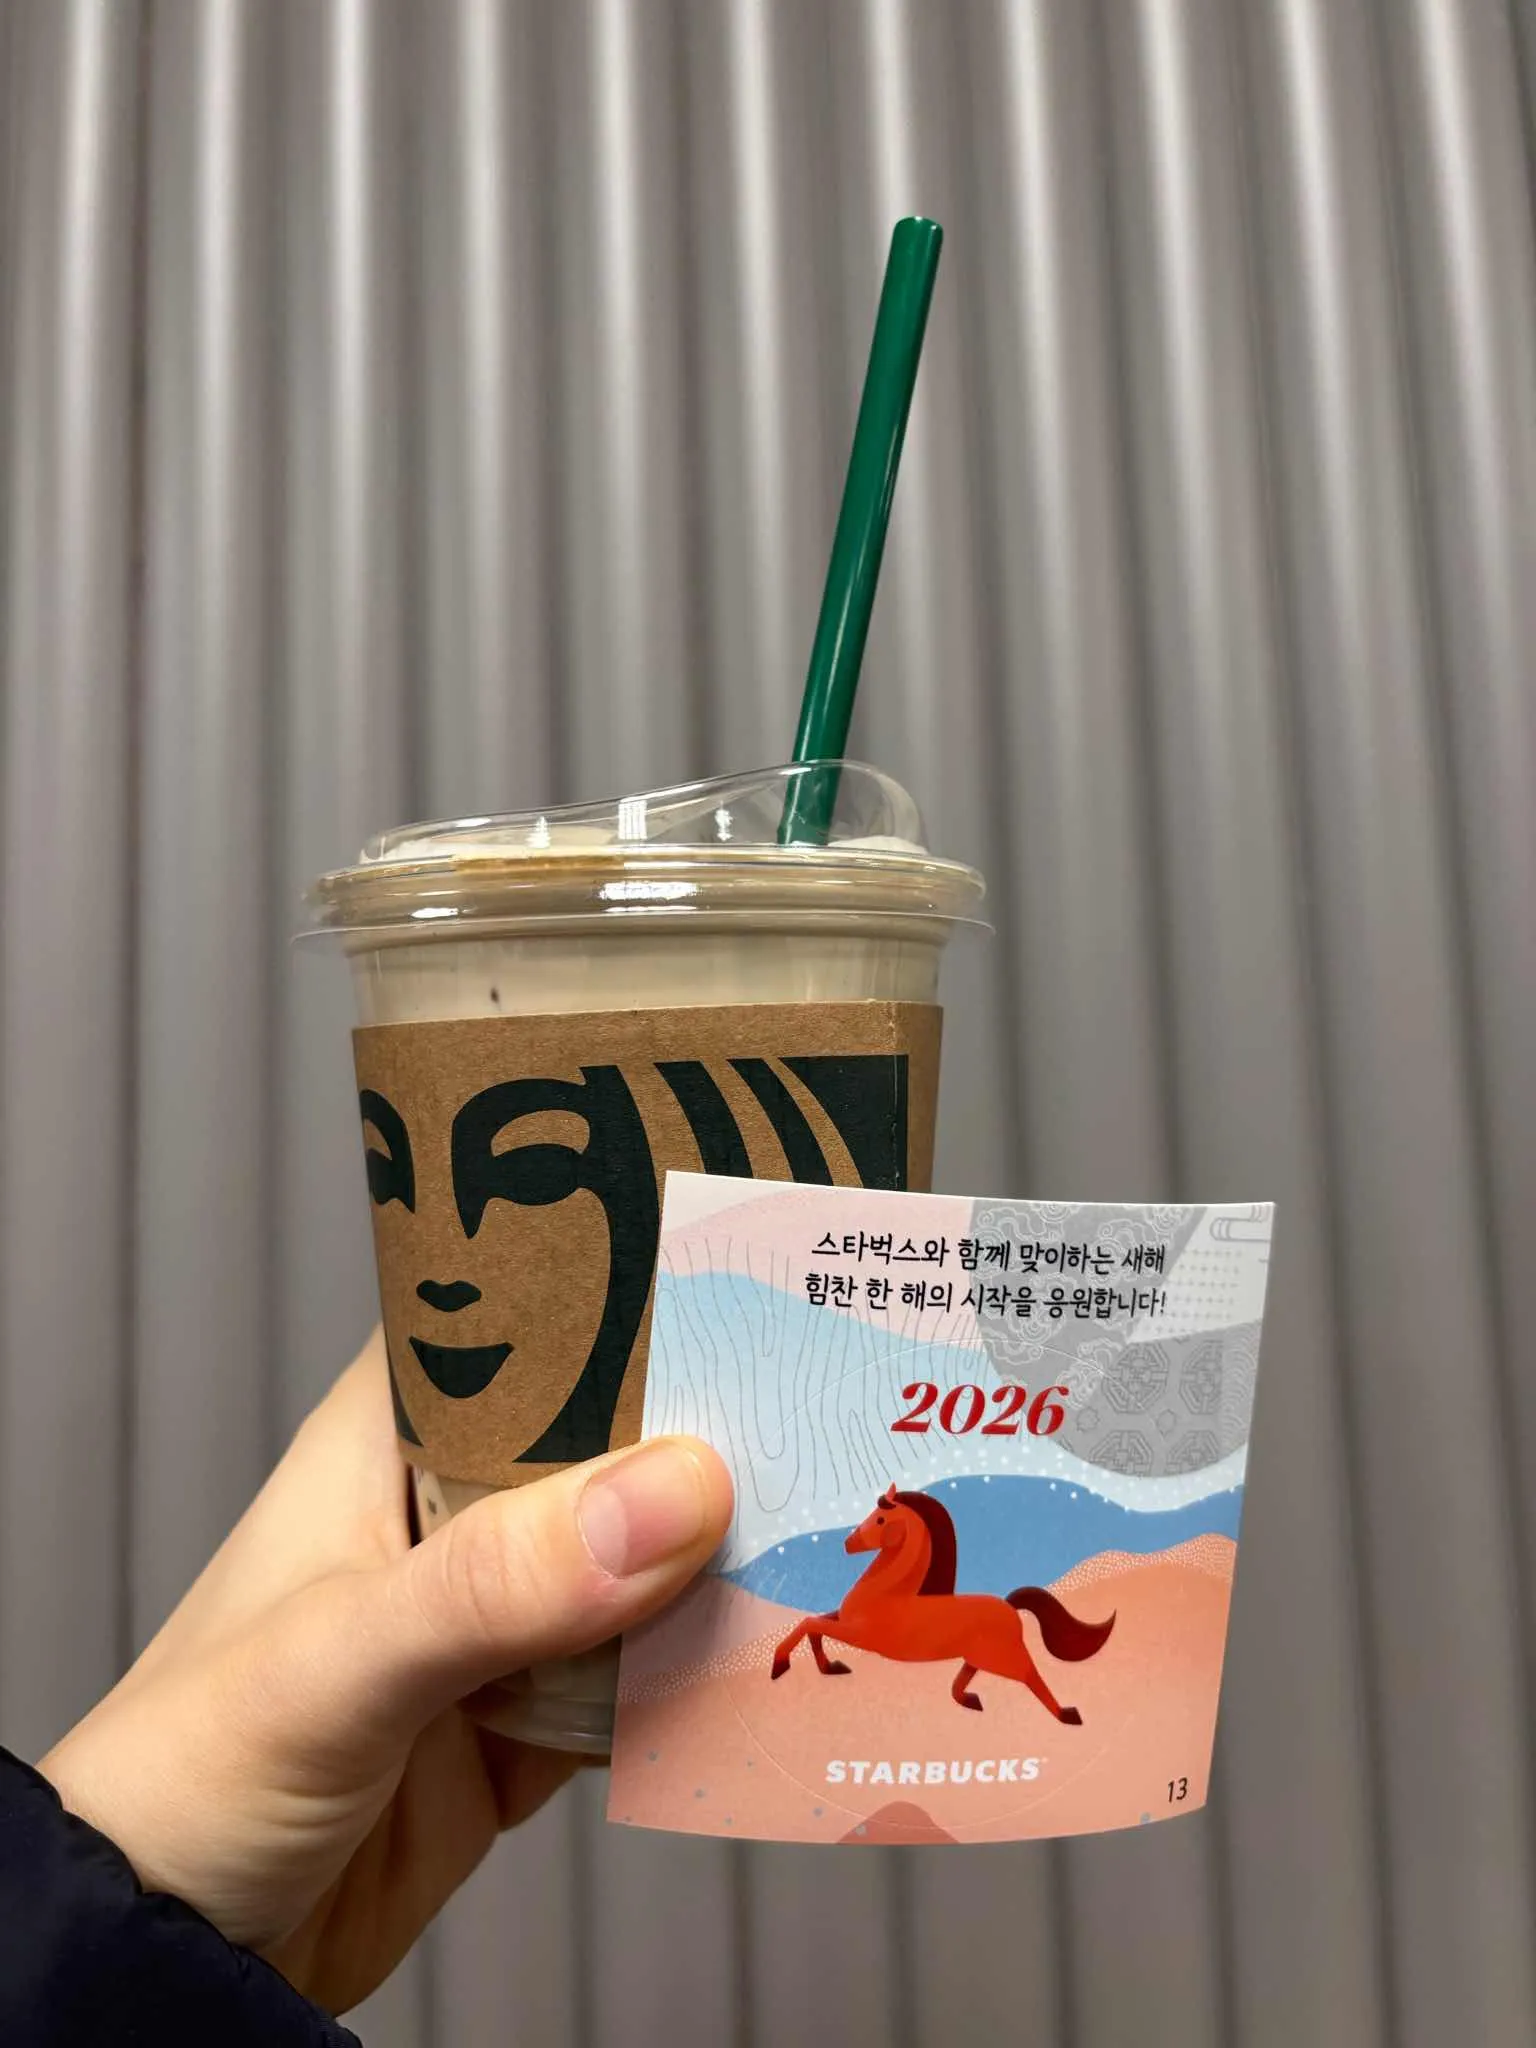 스타벅스와 함께 맞이하는 새해
힘찬 한 해의 시작을 응원합니다!
2026
STARBUCKS
13